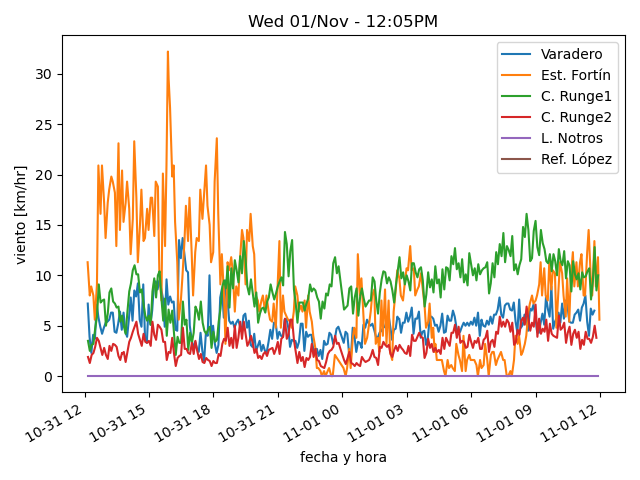 Wed 01/Nov - 12:05PM
Varadero
Est. Fortín
C. Runge1
C. Runge2
L. Notros
Ref. López
viento [km/hr]
30
25
20
15
10
5
0
10-31 12
10-31 15
10-31 18
10-31 21
11-01 00
11-01 03
11-01 06
11-01 09
11-01 12
fecha y hora